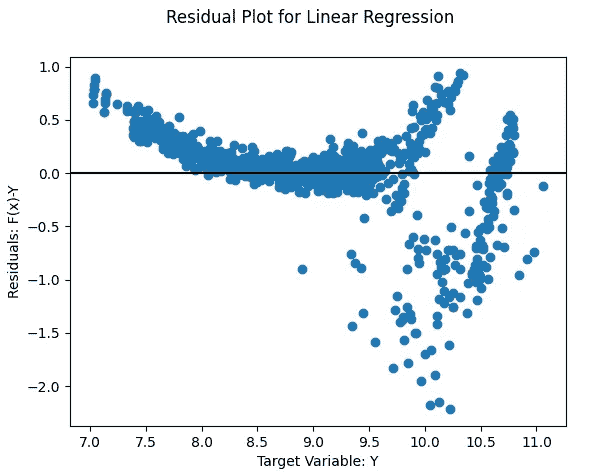 Residual Plot for Linear Regression
1.0
0.5
0.0
−0.5
−1.0
−1.5
−2.0
Residuals: F(x)-Y
7.0 7.5 8.0 8.5 9.0 9.5 10.0 10.5 11.0
Target Variable: Y